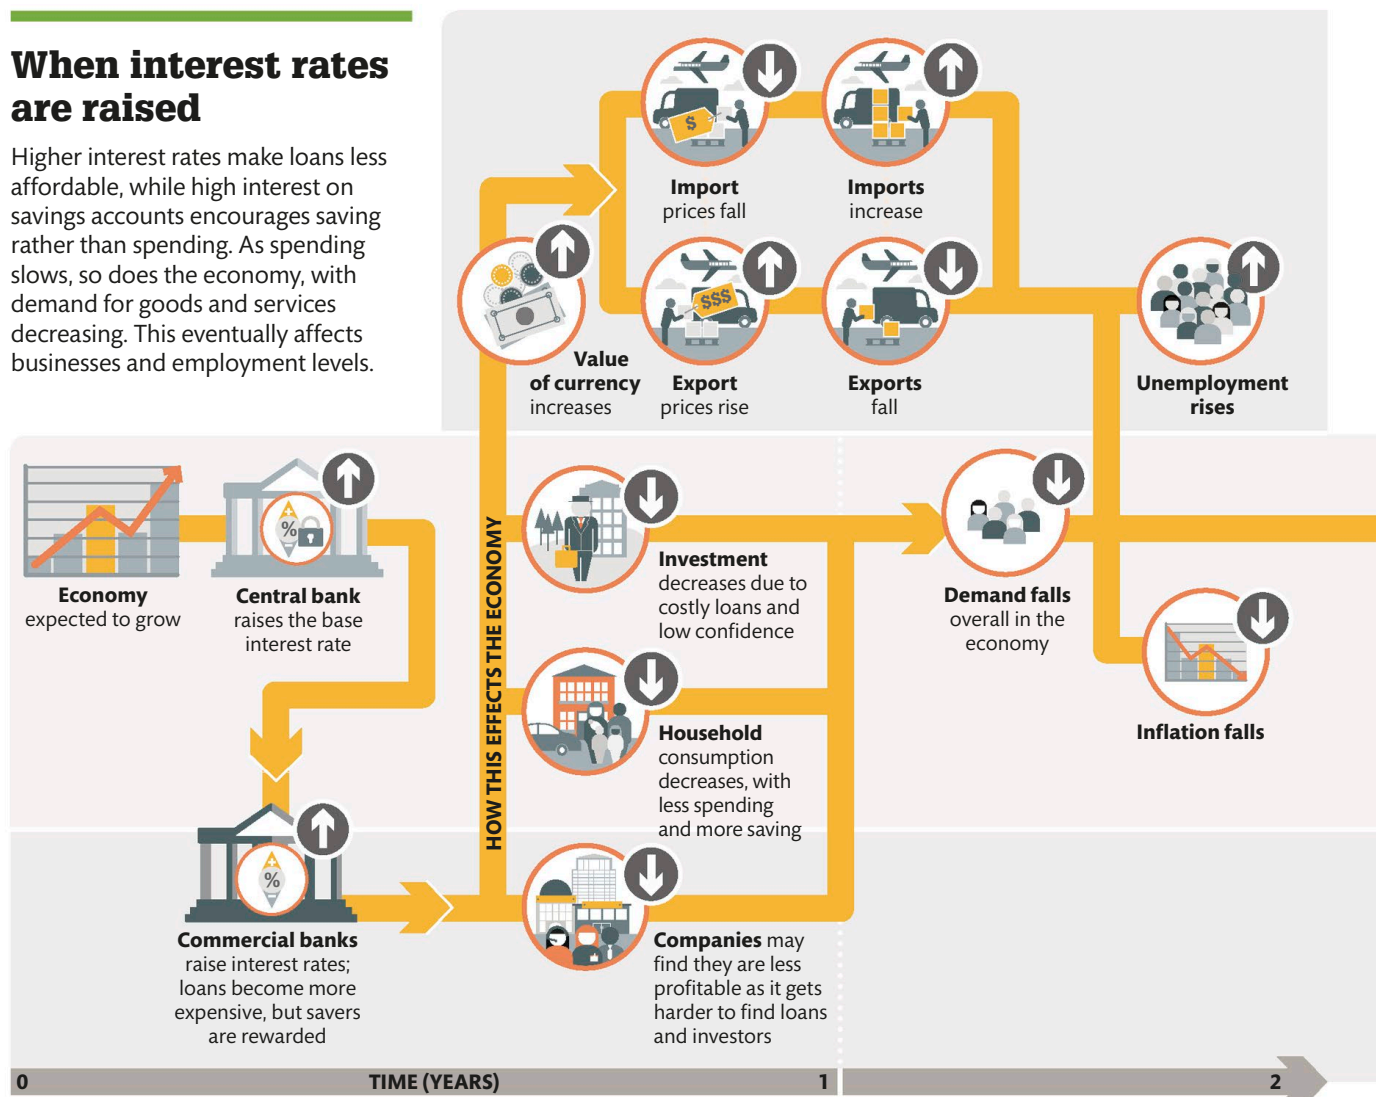 When interest rates
are raised
Higher interest rates make loans less
affordable, while high interest on
savings accounts encourages saving
rather than spending. As spending
slows, so does the economy, with
demand for goods and services
decreasing. This eventually affects
businesses and employment levels.
$
Import
prices fall
Imports
increase
Value
of currency
increases
$$$
Export
prices rise
Exports
fall
Unemployment
rises
Economy
expected to grow
%
Central bank
raises the base
interest rate
%
Commercial banks
raise interest rates;
loans become more
expensive, but savers
are rewarded
HOW THIS EFFECTS THE ECONOMY
Investment
decreases due to
costly loans and
low confidence
Household
consumption
decreases, with
less spending
and more saving
Companies may
find they are less
profitable as it gets
harder to find loans
and investors
Demand falls
overall in the
economy
Inflation falls
0 TIME (YEARS) 1 2